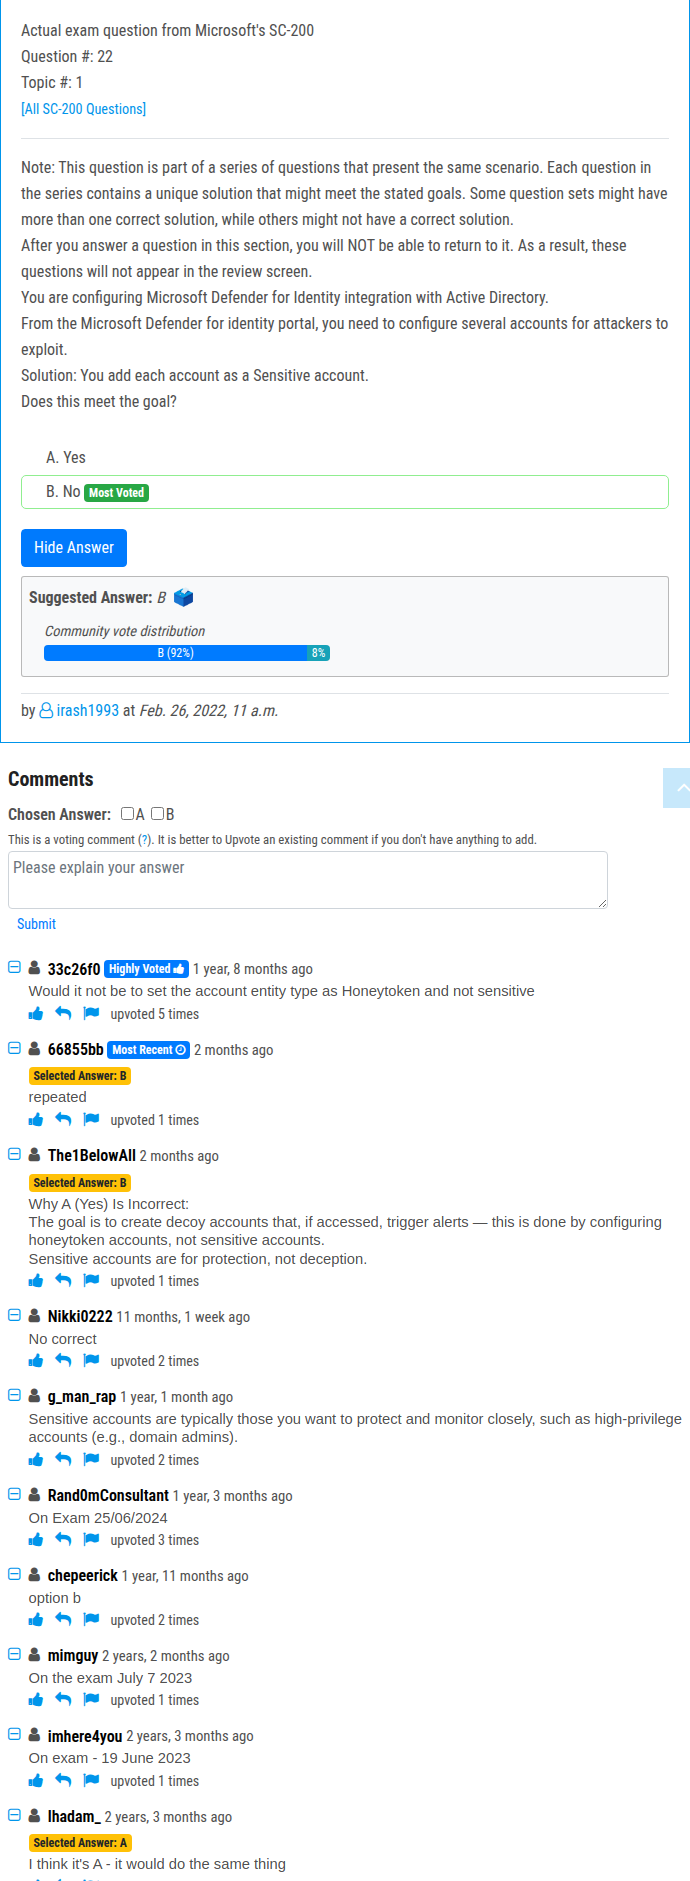 Actual exam question from Microsoft's SC-200
Question #: 22
Topic #: 1
[All SC-200 Questions]
Note: This question is part of a series of questions that present the same scenario. Each question in
the series contains a unique solution that might meet the stated goals. Some question sets might have
more than one correct solution, while others might not have a correct solution.
After you answer a question in this section, you will NOT be able to return to it. As a result, these
questions will not appear in the review screen.
You are configuring Microsoft Defender for Identity integration with Active Directory.
From the Microsoft Defender for identity portal, you need to configure several accounts for attackers to
exploit.
Solution: You add each account as a Sensitive account.
Does this meet the goal?
A. Yes
B. No Most Voted
Hide Answer
Suggested Answer: B
Community vote distribution
B (92%) 8%
by irash1993 at Feb. 26, 2022, 11 a.m.
Comments
Chosen Answer: A B
This is a voting comment (?). It is better to Upvote an existing comment if you don't have anything to add.
Please explain your answer
Submit
33c26f0 Highly Voted 1 year, 8 months ago
Would it not be to set the account entity type as Honeytoken and not sensitive
upvoted 5 times
66855bb Most Recent 2 months ago
Selected Answer: B
repeated
upvoted 1 times
The1BelowAll 2 months ago
Selected Answer: B
Why A (Yes) Is Incorrect:
The goal is to create decoy accounts that, if accessed, trigger alerts — this is done by configuring
honeytoken accounts, not sensitive accounts.
Sensitive accounts are for protection, not deception.
upvoted 1 times
Nikki0222 11 months, 1 week ago
No correct
upvoted 2 times
g_man_rap 1 year, 1 month ago
Sensitive accounts are typically those you want to protect and monitor closely, such as high-privilege
accounts (e.g., domain admins).
upvoted 2 times
Rand0mConsultant 1 year, 3 months ago
On Exam 25/06/2024
upvoted 3 times
chepeerick 1 year, 11 months ago
option b
upvoted 2 times
mimguy 2 years, 2 months ago
On the exam July 7 2023
upvoted 1 times
imhere4you 2 years, 3 months ago
On exam - 19 June 2023
upvoted 1 times
lhadam_ 2 years, 3 months ago
Selected Answer: A
I think it's A - it would do the same thing